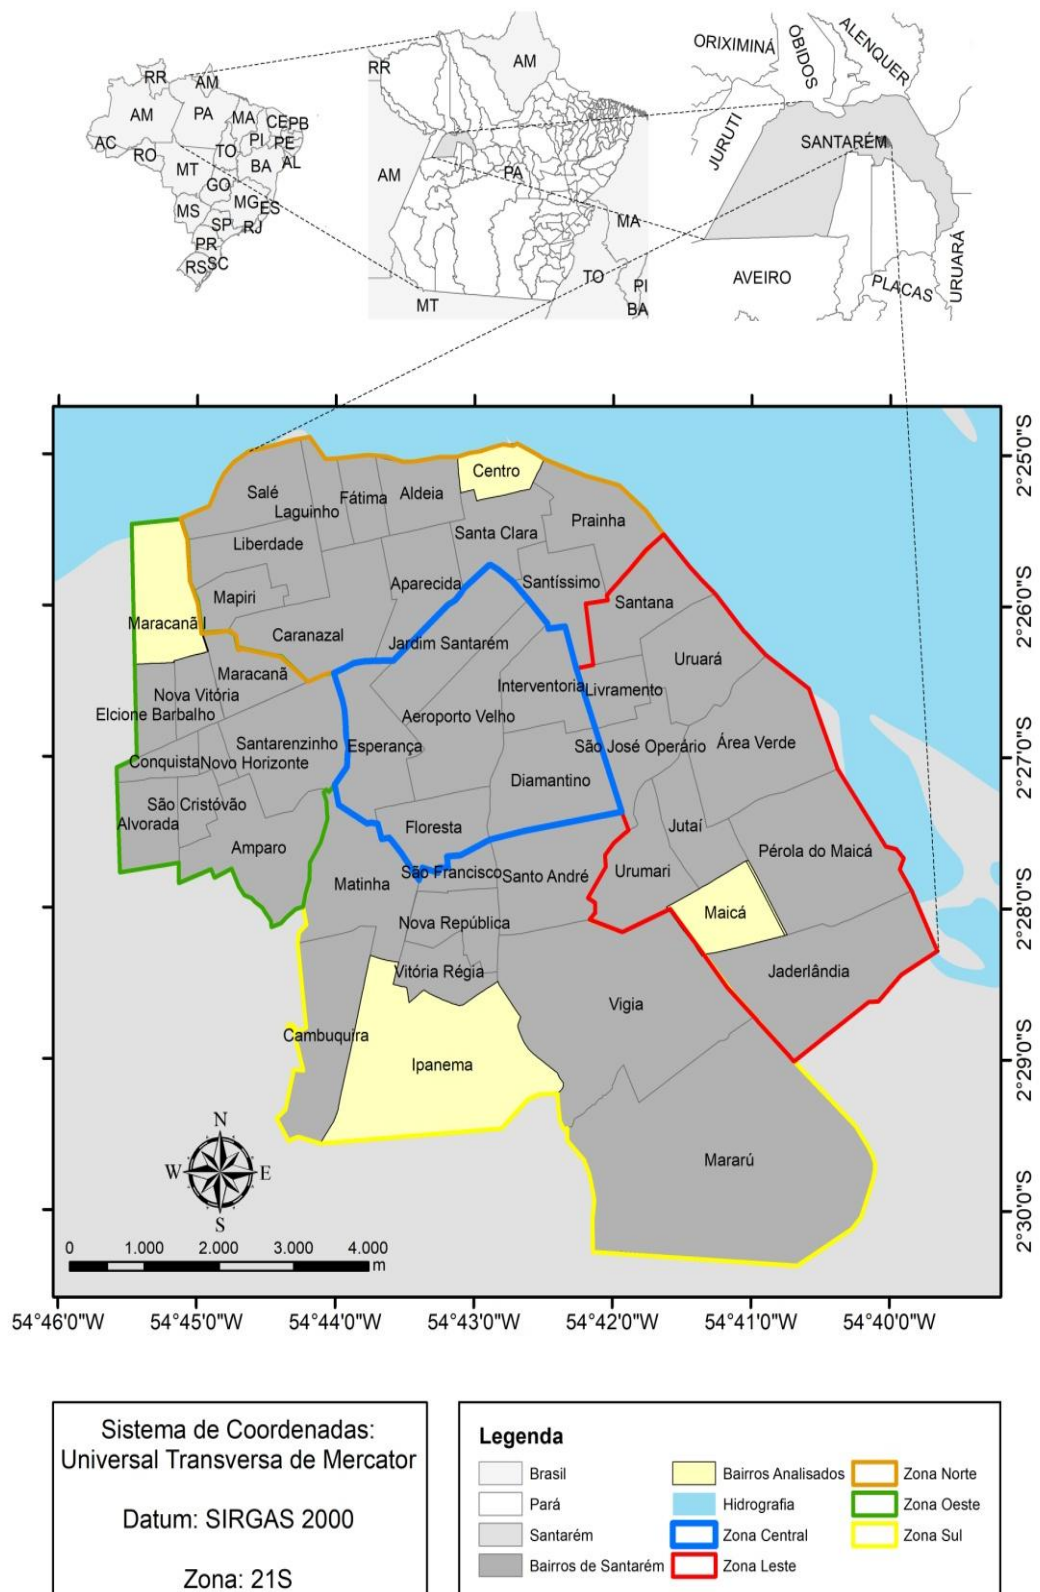 RR
AM
AM
PA
MA
CE
PB
PI
PE
AC
RO
TO
BA
AL
MT
GO
MG
ES
MS
SP
RJ
PR
RS
SC
RR
AM
AM
PA
MA
TO
PI
BA
MT
ORIXIMINÁ
ÓBIDOS
ALENQUER
JURUTI
SANTARÉM
AVEIRO
PLACAS
URUARÁ
Centro
Salé
Laguinho
Fátima
Aldeia
Prainha
Santa Clara
Liberdade
Aparecida
Santíssimo
Mapiri
Santana
Maracanã I
Caranazal
Jardim Santarém
Uruará
Maracanã
Nova Vitória
Interventoria
Livramento
Elcione Barbalho
Aeroporto Velho
Santarenzinho
Esperança
São José Operário
Área Verde
Conquista
Novo Horizonte
Diamantino
São Cristóvão
Alvorada
Floresta
Jutaí
Amparo
Pérola do Maicá
Matinha
São Francisco
Santo André
Urumari
Maicá
Nova República
Vitória Régia
Jaderlândia
Vigia
Cambuquira
Ipanema
Mararú
N
W
E
S
0
1.000
2.000
3.000
4.000
m
2°25'0"S
2°26'0"S
2°27'0"S
2°28'0"S
2°29'0"S
2°30'0"S
54°46'0"W
54°45'0"W
54°44'0"W
54°43'0"W
54°42'0"W
54°41'0"W
54°40'0"W
Sistema de Coordenadas:
Universal Transversa de Mercator
Datum: SIRGAS 2000
Zona: 21S
Legenda
Brasil
Pará
Santarém
Bairros de Santarém
Bairros Analisados
Hidrografia
Zona Central
Zona Leste
Zona Norte
Zona Oeste
Zona Sul